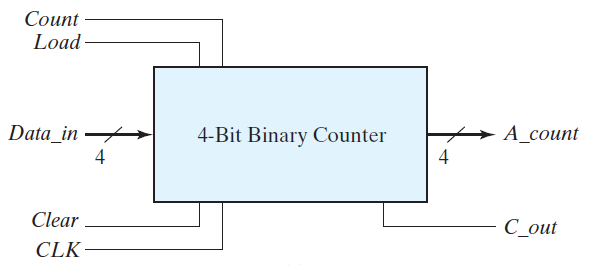 Count
Load
Data_in
4
4-Bit Binary Counter
4
A_count
Clear
CLK
C_out